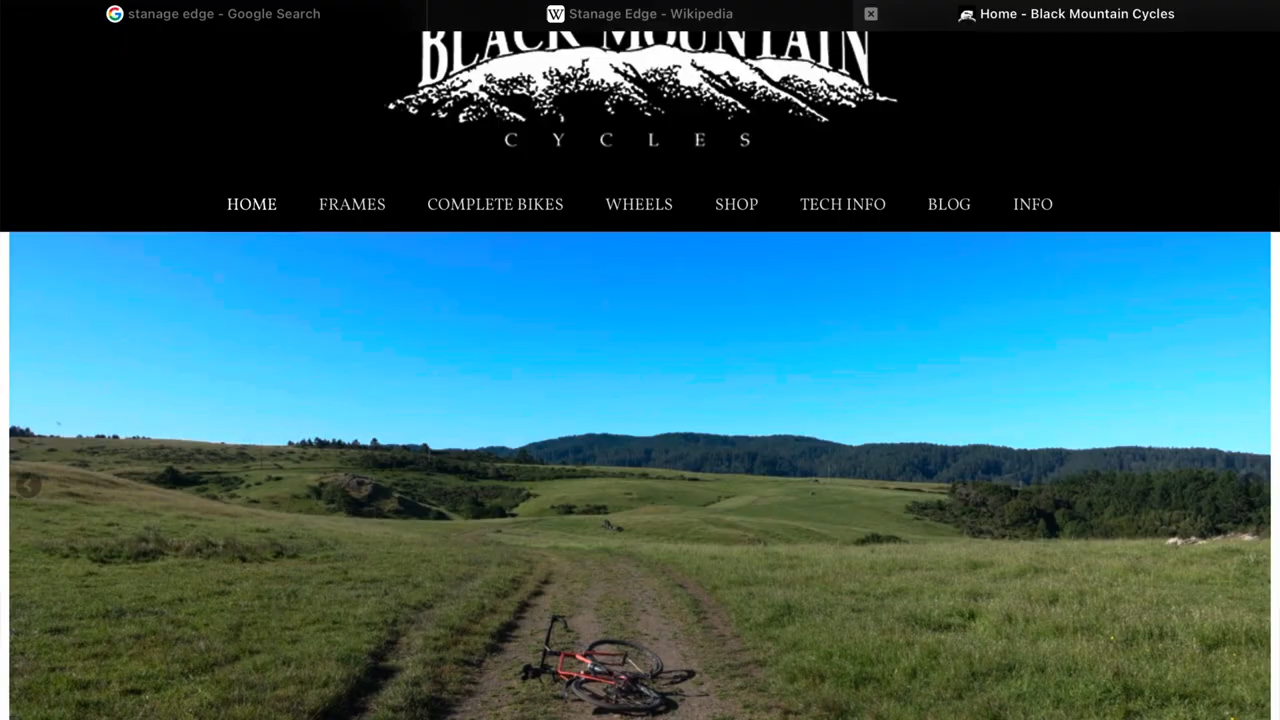 stanage edge - Google Search
Stanage Edge - Wikipedia
Home - Black Mountain Cycles
BLACK MOUNTAIN
CYCLES
HOME
FRAMES
COMPLETE BIKES
WHEELS
SHOP
TECH INFO
BLOG
INFO